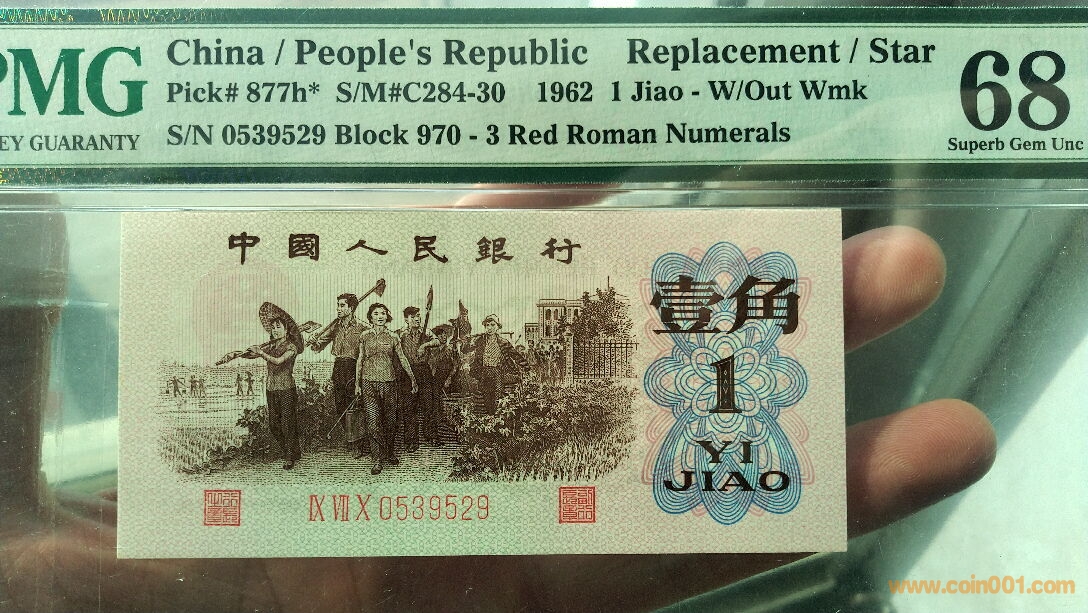 PMG
China / People's Republic Replacement / Star
68
Pick# 877h* S/M#C284-30 1962 1 Jiao - W/Out Wmk
EY GUARANTY
S/N 0539529 Block 970 - 3 Red Roman Numerals
Superb Gem Unc
中國人民銀行
壹角
1
YI
JIAO
IX VII X 0539529
www.coin001.com